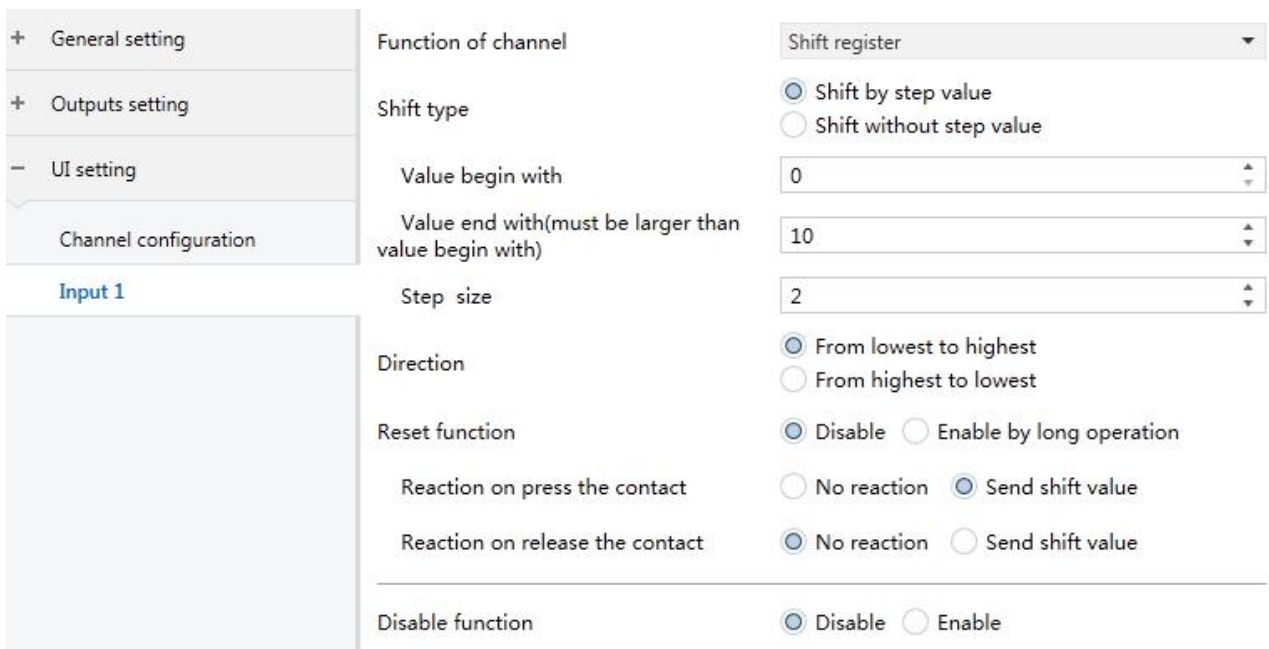 General setting
Outputs setting
UI setting
Channel configuration
Input 1
Function of channel
Shift register
Shift type
Shift by step value
Shift without step value
Value begin with
0
Value end with(must be larger than
value begin with)
10
Step size
2
Direction
From lowest to highest
From highest to lowest
Reset function
Disable Enable by long operation
Reaction on press the contact
No reaction Send shift value
Reaction on release the contact
No reaction Send shift value
Disable function
Disable Enable